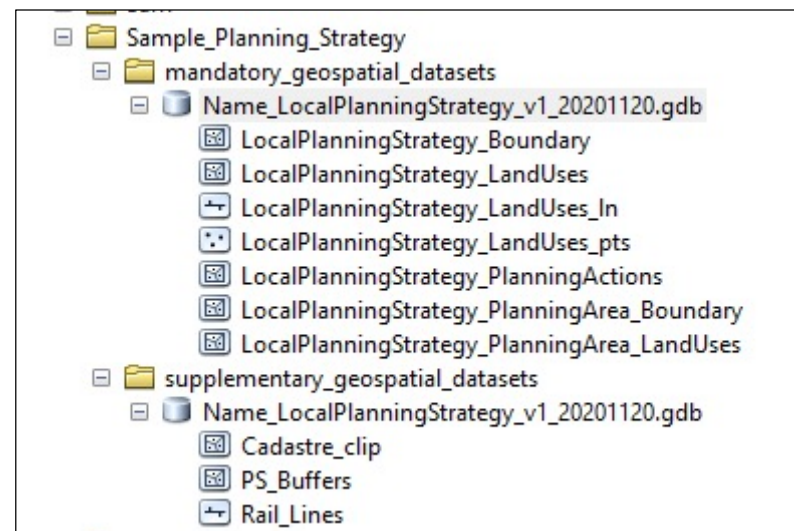 Sample_Planning_Strategy
mandatory_geospatial_datasets
Name_LocalPlanningStrategy_v1_20201120.gdb
LocalPlanningStrategy_Boundary
LocalPlanningStrategy_LandUses
LocalPlanningStrategy_LandUses_ln
LocalPlanningStrategy_LandUses_pts
LocalPlanningStrategy_PlanningActions
LocalPlanningStrategy_PlanningArea_Boundary
LocalPlanningStrategy_PlanningArea_LandUses
supplementary_geospatial_datasets
Name_LocalPlanningStrategy_v1_20201120.gdb
Cadastre_clip
PS_Buffers
Rail_Lines